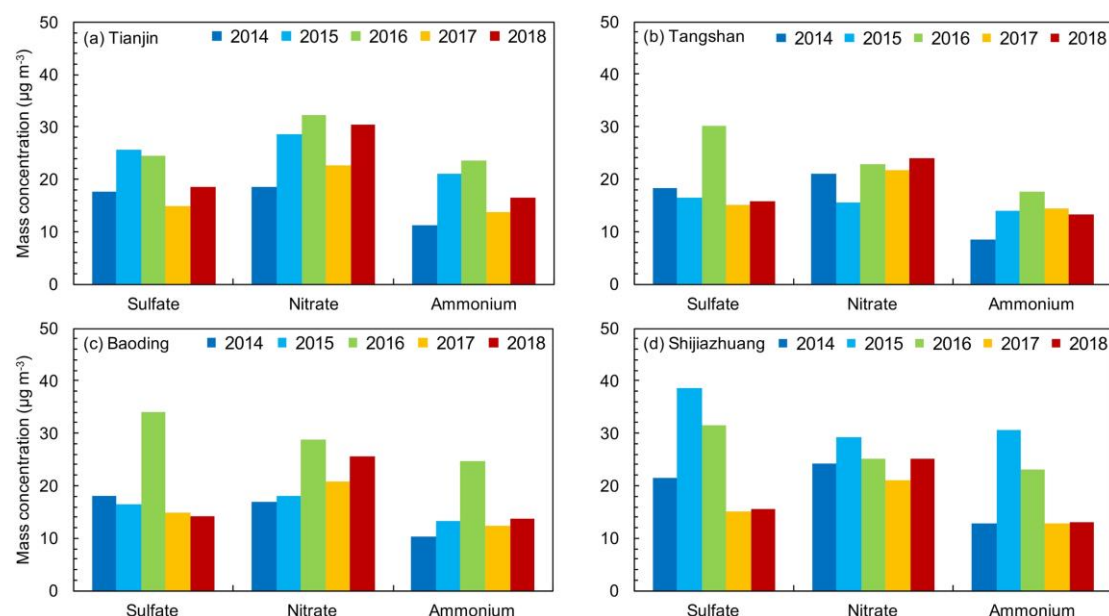 (a) Tianjin 2014 2015 2016 2017 2018
Mass concentration (μg m⁻³)
50
40
30
20
10
0
Sulfate Nitrate Ammonium
(b) Tangshan 2014 2015 2016 2017 2018
50
40
30
20
10
0
Sulfate Nitrate Ammonium
(c) Baoding 2014 2015 2016 2017 2018
Mass concentration (μg m⁻³)
50
40
30
20
10
0
Sulfate Nitrate Ammonium
(d) Shijiazhuang 2014 2015 2016 2017 2018
50
40
30
20
10
0
Sulfate Nitrate Ammonium